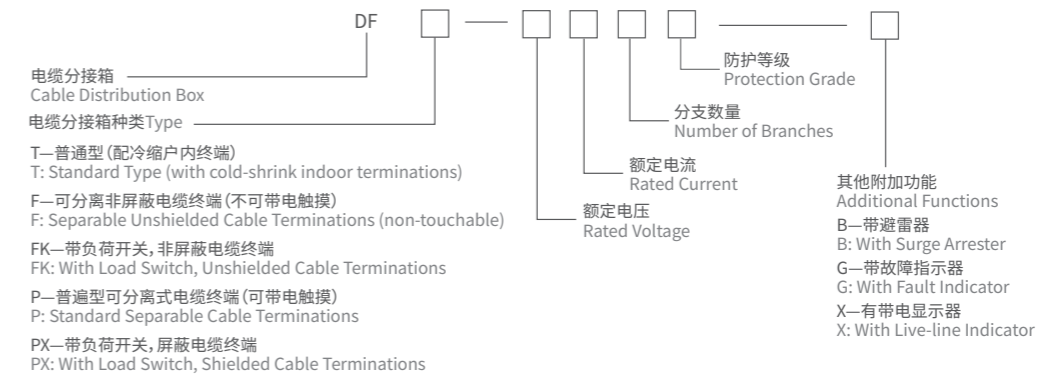 DF
电缆分接箱
Cable Distribution Box
电缆分接箱种类Type
T—普通型(配冷缩户内终端)
T: Standard Type (with cold-shrink indoor terminations)
F—可分离非屏蔽电缆终端(不可带电触摸)
F: Separable Unshielded Cable Terminations (non-touchable)
FK—带负荷开关,非屏蔽电缆终端
FK: With Load Switch, Unshielded Cable Terminations
P—普遍型可分离式电缆终端(可带电触摸)
P: Standard Separable Cable Terminations
PX—带负荷开关,屏蔽电缆终端
PX: With Load Switch, Shielded Cable Terminations
防护等级
Protection Grade
分支数量
Number of Branches
额定电流
Rated Current
额定电压
Rated Voltage
其他附加功能
Additional Functions
B—带避雷器
B: With Surge Arrester
G—带故障指示器
G: With Fault Indicator
X—有带电显示器
X: With Live-line Indicator